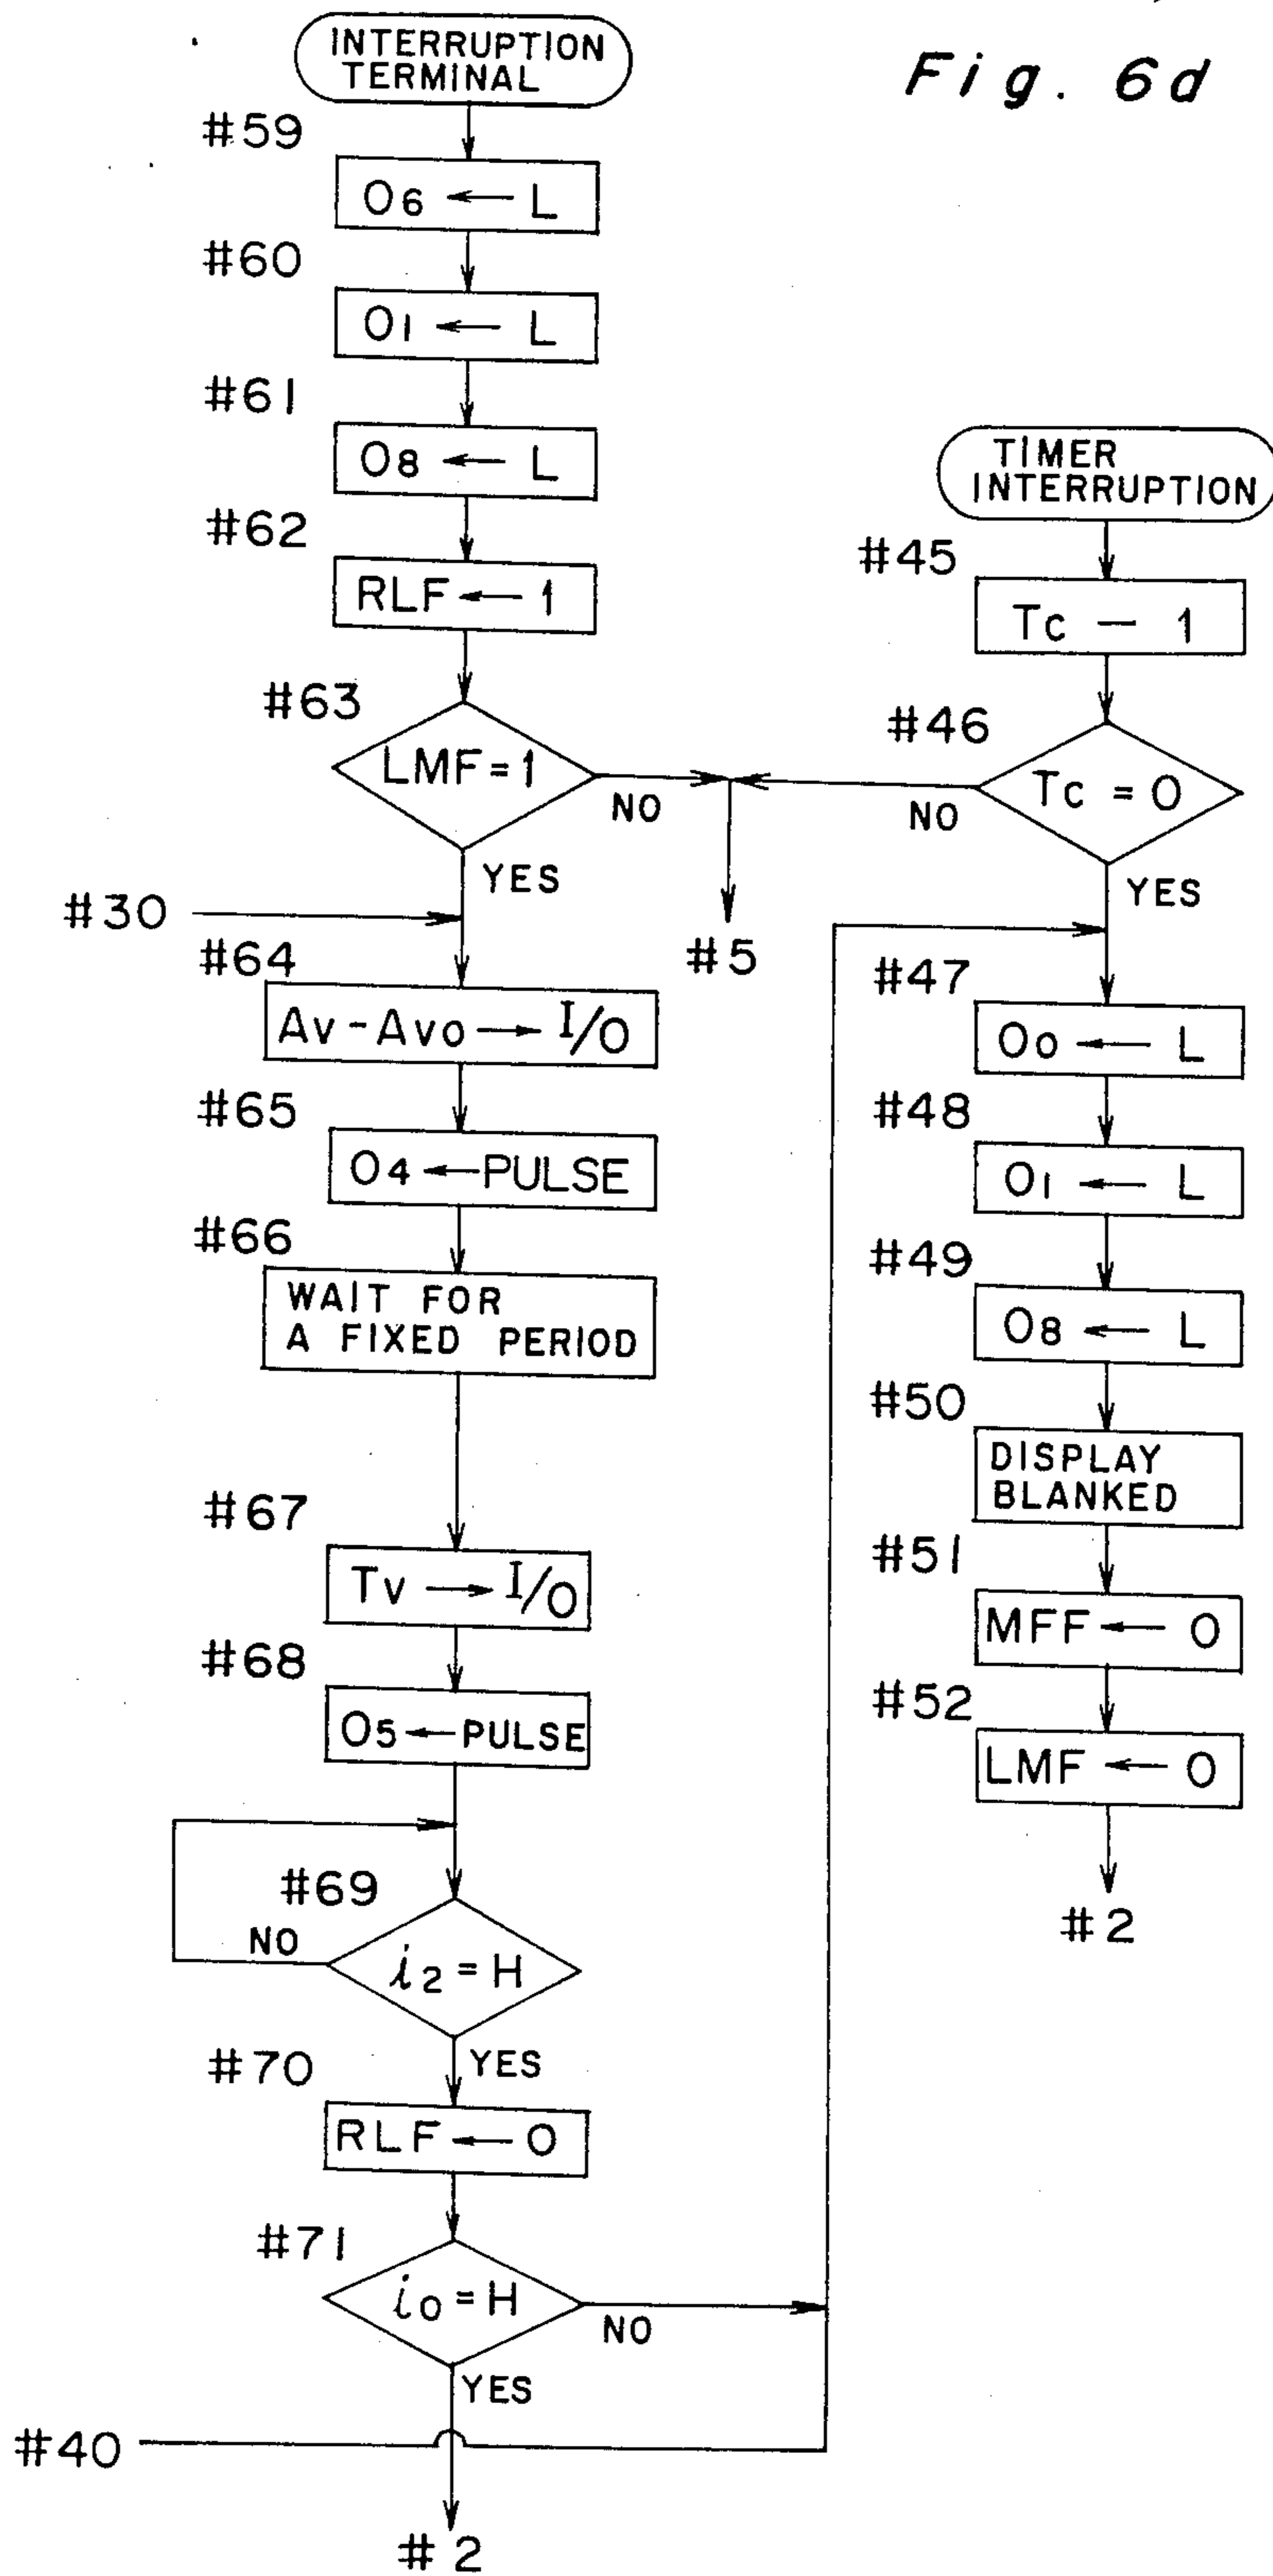 Fig. 6d
INTERRUPTION
TERMINAL
#59
O6 ← L
#60
O1 ← L
#61
O8 ← L
#62
RLF ← 1
#63
LMF = 1
NO
YES
#30
#5
#64
Av - Avo → I/O
#65
O4 ← PULSE
#66
WAIT FOR
A FIXED PERIOD
#67
Tv → I/O
#68
O5 ← PULSE
#69
NO
i2 = H
YES
#70
RLF ← 0
#71
i0 = H
NO
YES
#40
#2
TIMER
INTERRUPTION
#45
Tc — 1
#46
Tc = 0
NO
YES
#47
O0 ← L
#48
O1 ← L
#49
O8 ← L
#50
DISPLAY
BLANKED
#51
MFF ← 0
#52
LMF ← 0
#2